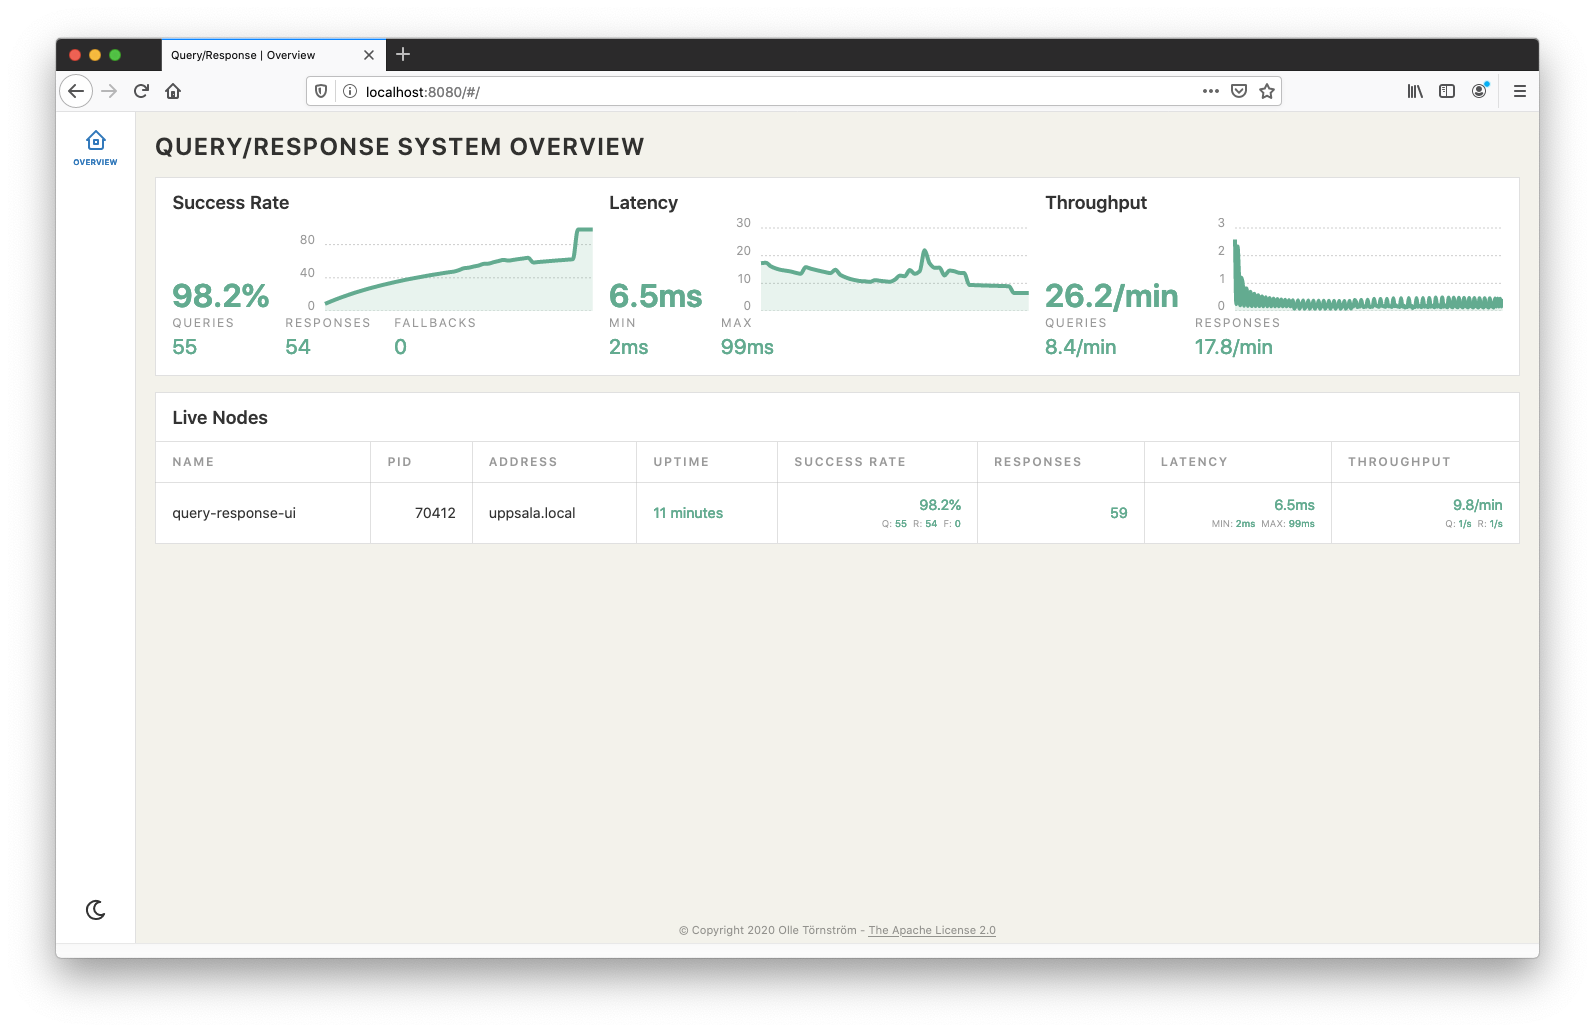 Query/Response | Overview
localhost:8080/#/
OVERVIEW
QUERY/RESPONSE SYSTEM OVERVIEW
Success Rate
80
40
0
98.2%
QUERIES RESPONSES FALLBACKS
55 54 0
Latency
30
20
10
0
6.5ms
MIN MAX
2ms 99ms
Throughput
3
2
1
0
26.2/min
QUERIES RESPONSES
8.4/min 17.8/min
Live Nodes
NAME PID ADDRESS UPTIME SUCCESS RATE RESPONSES LATENCY THROUGHPUT
query-response-ui 70412 uppsala.local 11 minutes 98.2% 59 6.5ms 9.8/min
Q: 55 R: 54 F: 0 MIN: 2ms MAX: 99ms Q: 1/s R: 1/s
© Copyright 2020 Olle Törnström - The Apache License 2.0